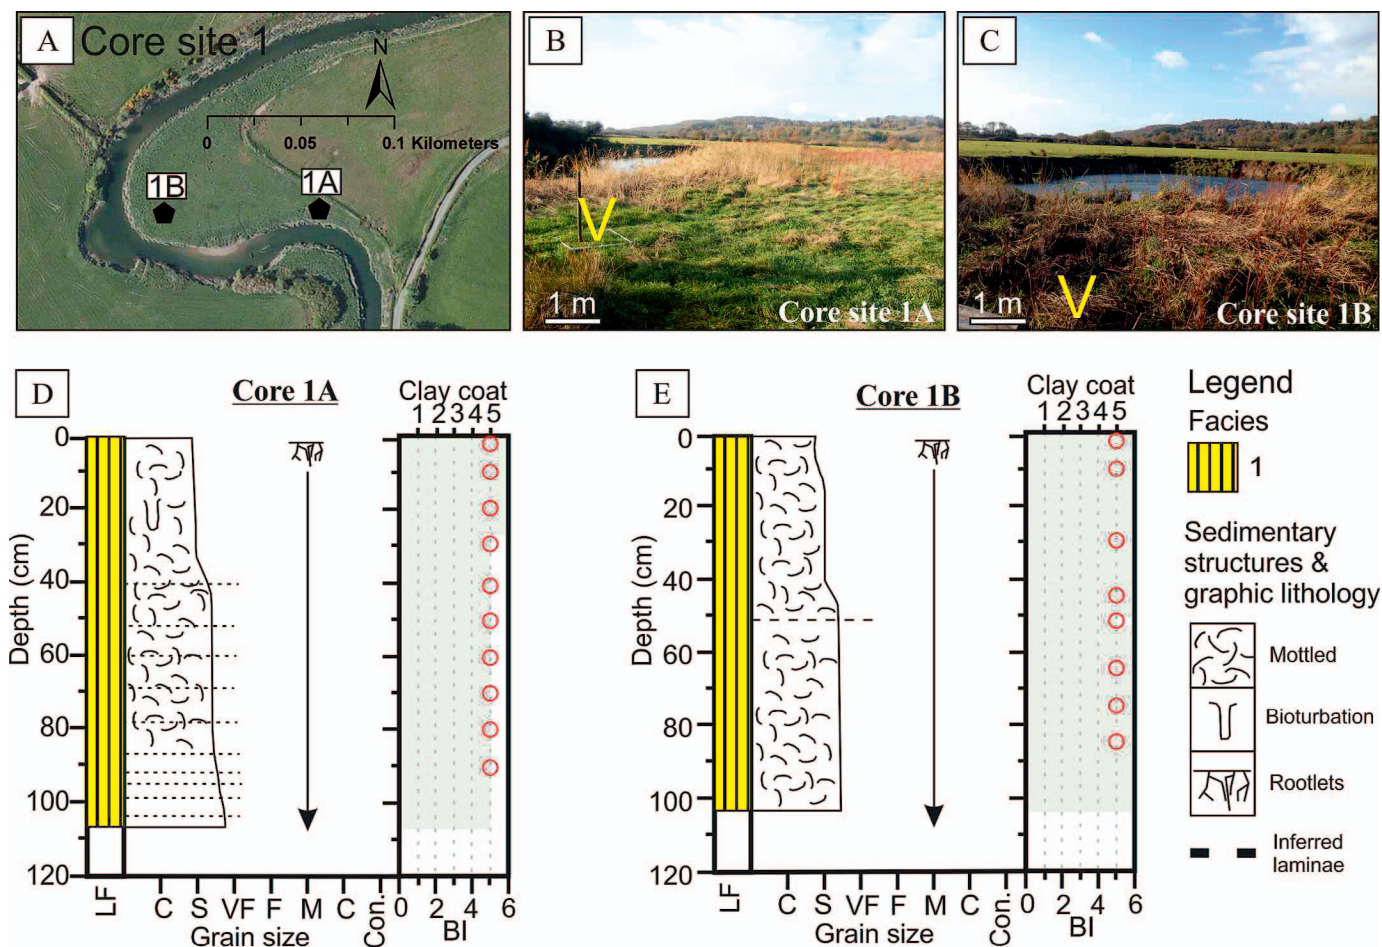 A Core site 1
N
0 0.05 0.1 Kilometers
1B 1A
B
V
1 m
Core site 1A
C
V
1 m
Core site 1B
D
Core 1A
Clay coat
1 2 3 4 5
0
20
40
60
80
100
120
Depth (cm)
LF C S VF F M C Con.
Grain size
0 2 4 6
BI
E
Core 1B
Clay coat
1 2 3 4 5
0
20
40
60
80
100
120
Depth (cm)
LF C S VF F M C Con.
Grain size
0 2 4 6
BI
Legend
Facies
1
Sedimentary
structures &
graphic lithology
Mottled
Bioturbation
Rootlets
Inferred
laminae